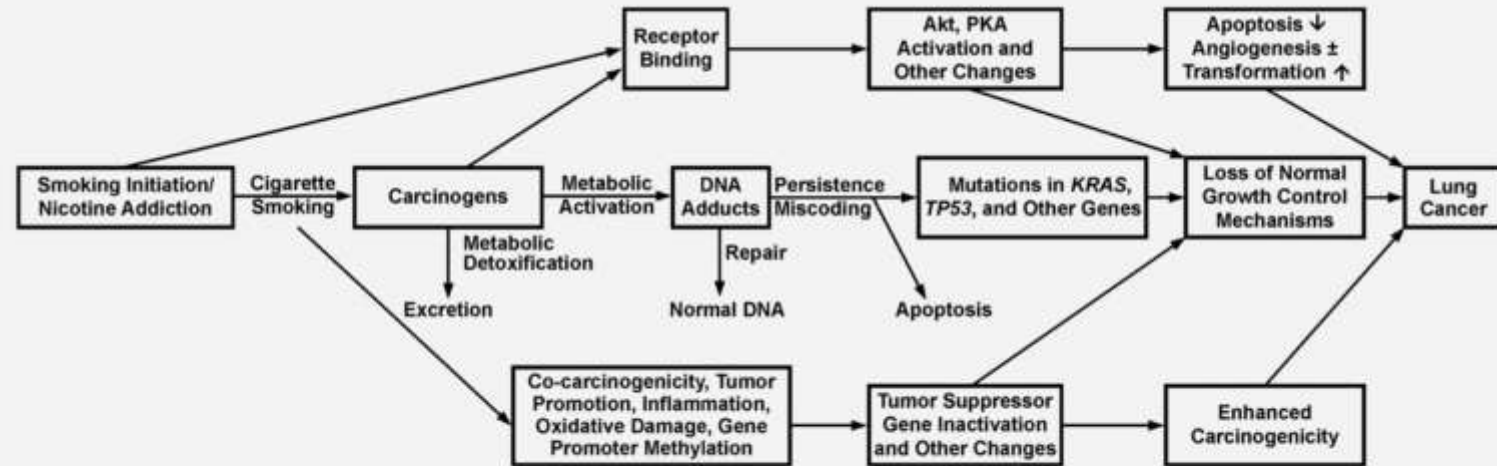 Receptor
Binding
Akt, PKA
Activation and
Other Changes
Apoptosis ↓
Angiogenesis ±
Transformation ↑
Smoking Initiation/
Nicotine Addiction
Cigarette
Smoking
Carcinogens
Metabolic
Activation
DNA
Adducts
Persistence
Miscoding
Mutations in KRAS,
TP53, and Other Genes
Loss of Normal
Growth Control
Mechanisms
Lung
Cancer
Metabolic
Detoxification
Repair
Excretion
Normal DNA
Apoptosis
Co-carcinogenicity, Tumor
Promotion, Inflammation,
Oxidative Damage, Gene
Promoter Methylation
Tumor Suppressor
Gene Inactivation
and Other Changes
Enhanced
Carcinogenicity